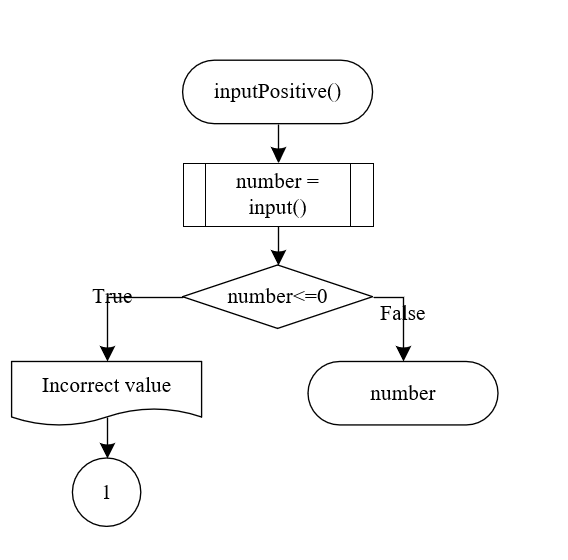 inputPositive()
number =
input()
number<=0
True
False
Incorrect value
number
1